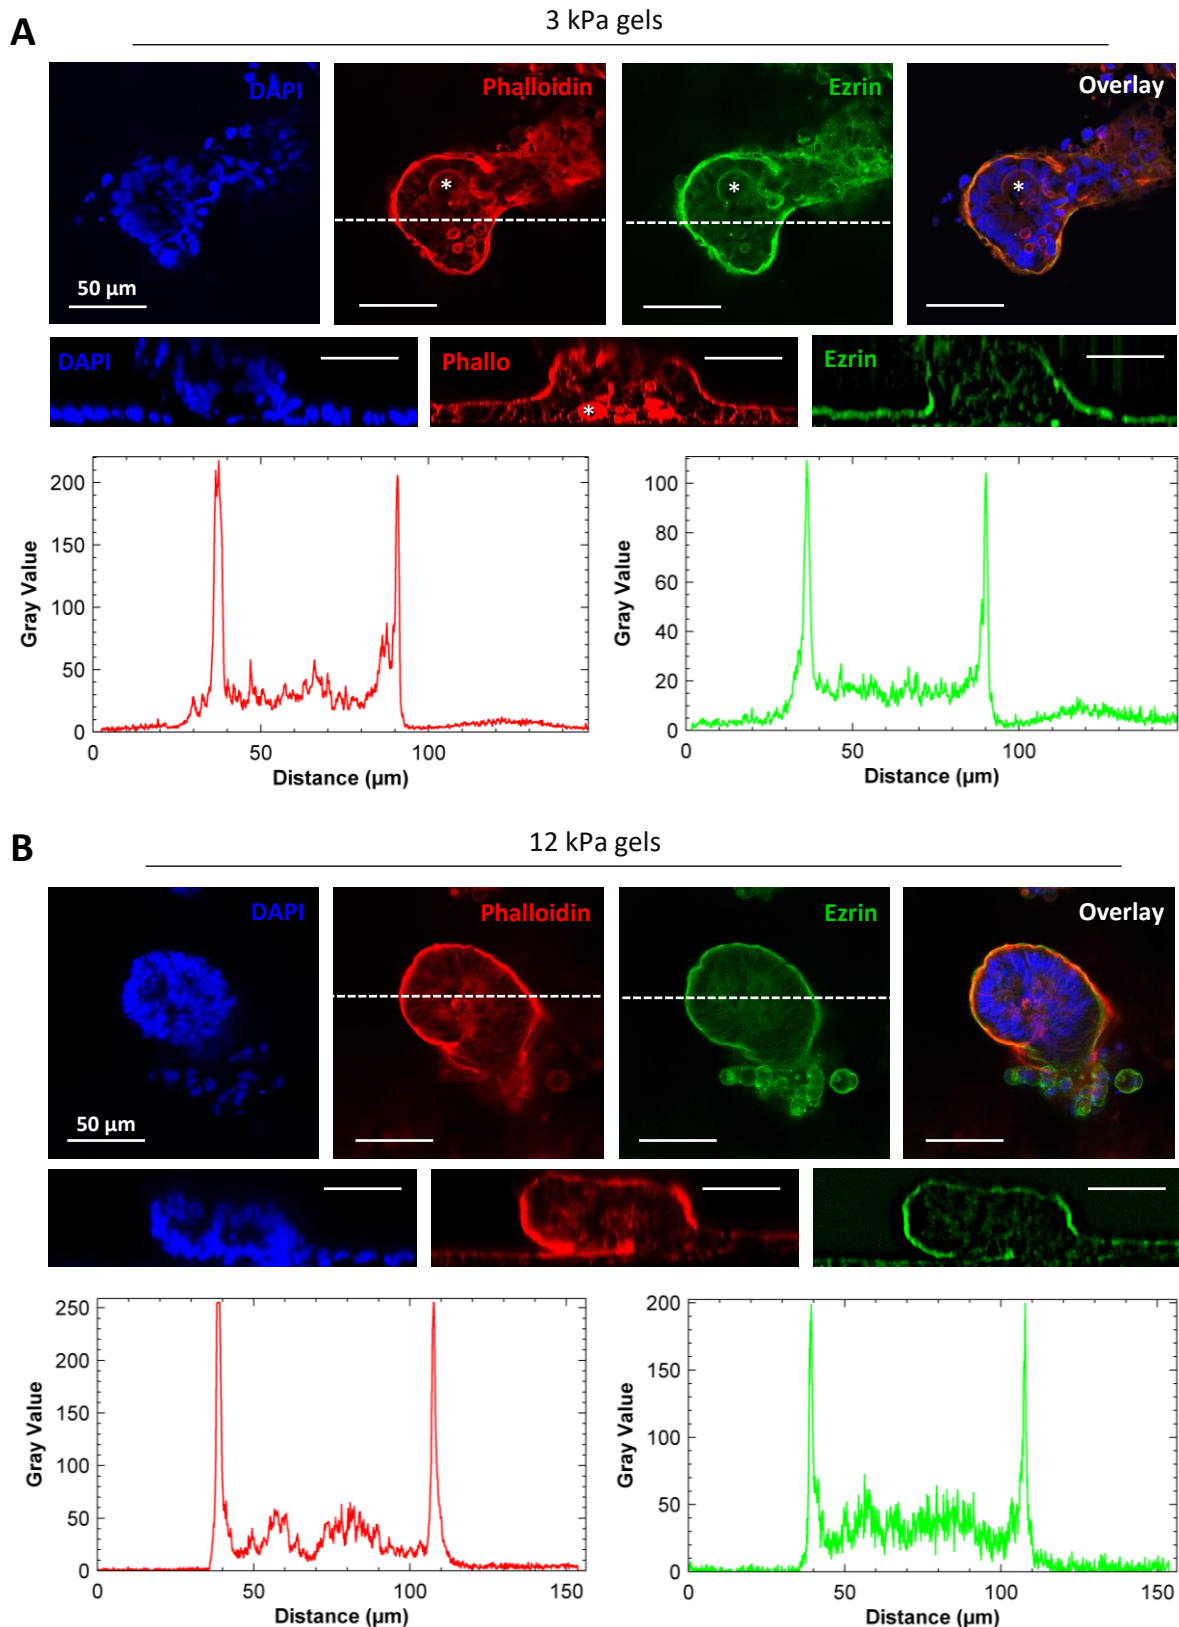 A
3 kPa gels
DAPI
Phalloidin
Ezrin
Overlay
*
*
*
50 µm
DAPI
Phallo
Ezrin
*
200
150
100
50
0
Gray Value
0
50
100
Distance (µm)
100
80
60
40
20
0
Gray Value
0
50
100
Distance (µm)
B
12 kPa gels
DAPI
Phalloidin
Ezrin
Overlay
50 µm
250
200
150
100
50
0
Gray Value
0
50
100
150
Distance (µm)
200
150
100
50
0
Gray Value
0
50
100
150
Distance (µm)